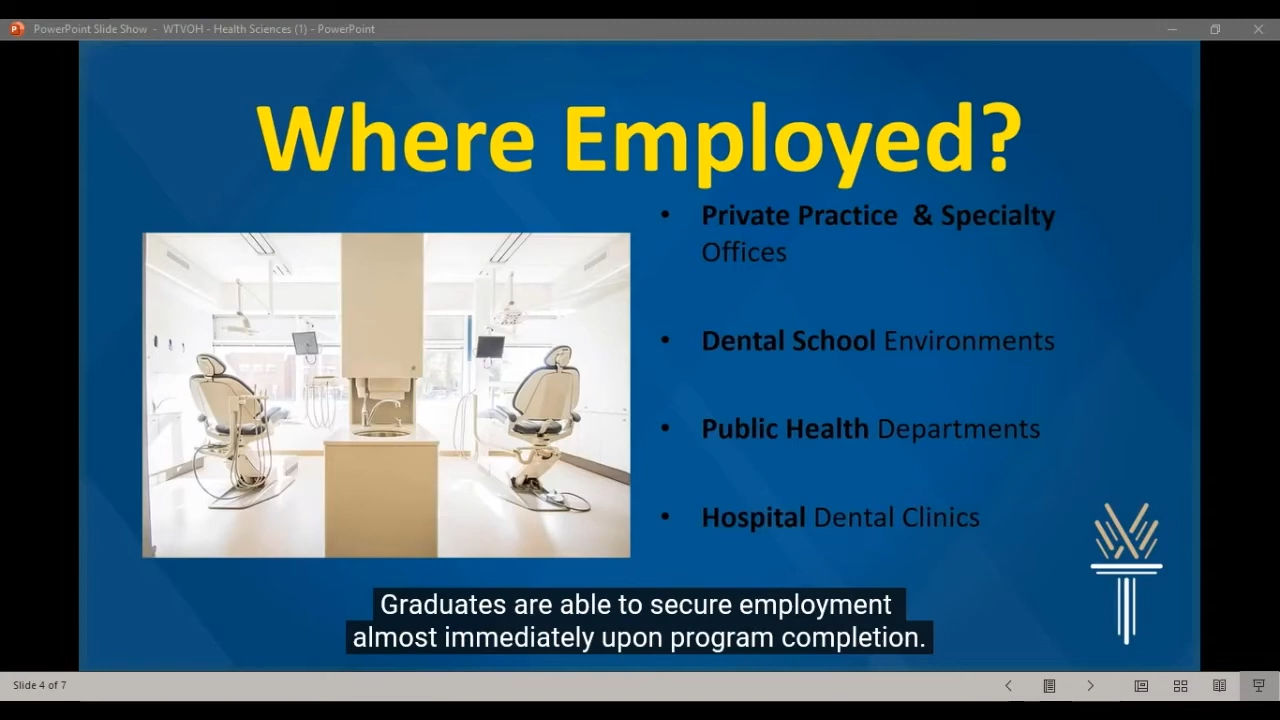 PowerPoint Slide Show - WTVOH - Health Sciences (1) - PowerPoint
Where Employed?
• Private Practice & Specialty
Offices
• Dental School Environments
• Public Health Departments
• Hospital Dental Clinics
Graduates are able to secure employment
almost immediately upon program completion.
Slide 4 of 7